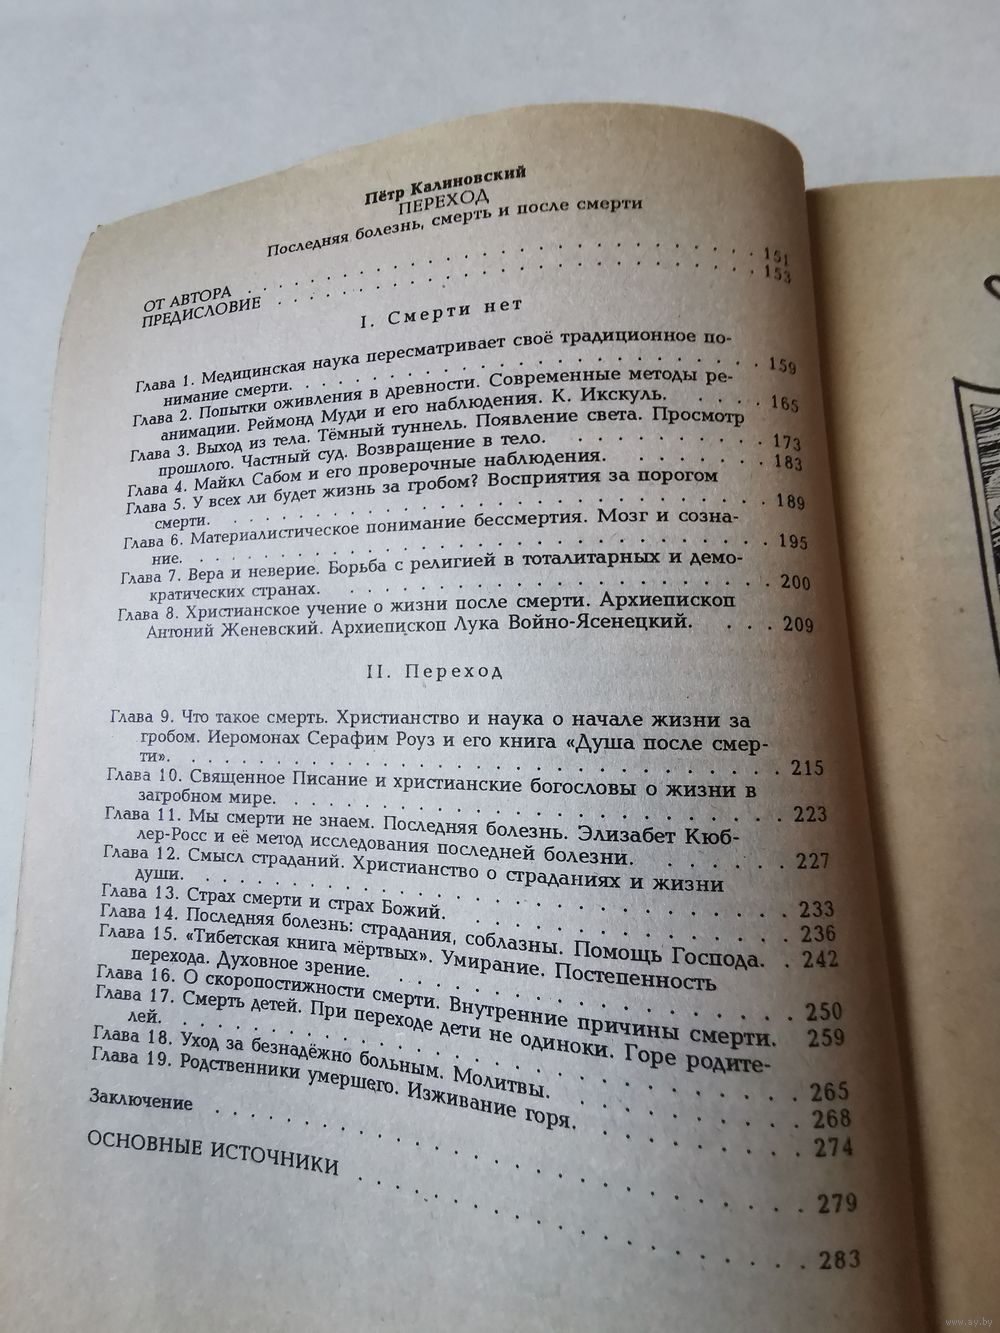 Пётр Калиновский
ПЕРЕХОД
Последняя болезнь, смерть и после смерти
ОТ АВТОРА . . . . . . . . . . . . . . . . . . . . 151
ПРЕДИСЛОВИЕ . . . . . . . . . . . . . . . . . . . . 153
I. Смерти нет
Глава 1. Медицинская наука пересматривает своё традиционное по-
нимание смерти. . . . . . . . . . . . . . . . . . . . 159
Глава 2. Попытки оживления в древности. Современные методы ре-
анимации. Реймонд Муди и его наблюдения. К. Икскуль. . . . . 165
Глава 3. Выход из тела. Тёмный туннель. Появление света. Просмотр
прошлого. Частный суд. Возвращение в тело. . . . . . . . . 173
Глава 4. Майкл Сабом и его проверочные наблюдения. . . . . . . 183
Глава 5. У всех ли будет жизнь за гробом? Восприятия за порогом
смерти. . . . . . . . . . . . . . . . . . . . 189
Глава 6. Материалистическое понимание бессмертия. Мозг и созна-
ние. . . . . . . . . . . . . . . . . . . . 195
Глава 7. Вера и неверие. Борьба с религией в тоталитарных и демо-
кратических странах. . . . . . . . . . . . . . . . . . . . 200
Глава 8. Христианское учение о жизни после смерти. Архиепископ
Антоний Женевский. Архиепископ Лука Войно-Ясенецкий. . . . 209
II. Переход
Глава 9. Что такое смерть. Христианство и наука о начале жизни за
гробом. Иеромонах Серафим Роуз и его книга «Душа после смер-
ти». . . . . . . . . . . . . . . . . . . . 215
Глава 10. Священное Писание и христианские богословы о жизни в
загробном мире. . . . . . . . . . . . . . . . . . . . 223
Глава 11. Мы смерти не знаем. Последняя болезнь. Элизабет Кюб-
лер-Росс и её метод исследования последней болезни. . . . . . . 227
Глава 12. Смысл страданий. Христианство о страданиях и жизни
души. . . . . . . . . . . . . . . . . . . . 233
Глава 13. Страх смерти и страх Божий. . . . . . . . . . . . . 236
Глава 14. Последняя болезнь: страдания, соблазны. Помощь Господа. . 242
Глава 15. «Тибетская книга мёртвых». Умирание. Постепенность
перехода. Духовное зрение. . . . . . . . . . . . . . . . . 250
Глава 16. О скоропостижности смерти. Внутренние причины смерти. 259
Глава 17. Смерть детей. При переходе дети не одиноки. Горе родите-
лей. . . . . . . . . . . . . . . . . . . . 265
Глава 18. Уход за безнадёжно больным. Молитвы. . . . . . . . . 268
Глава 19. Родственники умершего. Изживание горя. . . . . . . . 274
Заключение . . . . . . . . . . . . . . . . . . . . 279
ОСНОВНЫЕ ИСТОЧНИКИ . . . . . . . . . . . . . . . . . . 283
www.ay.by